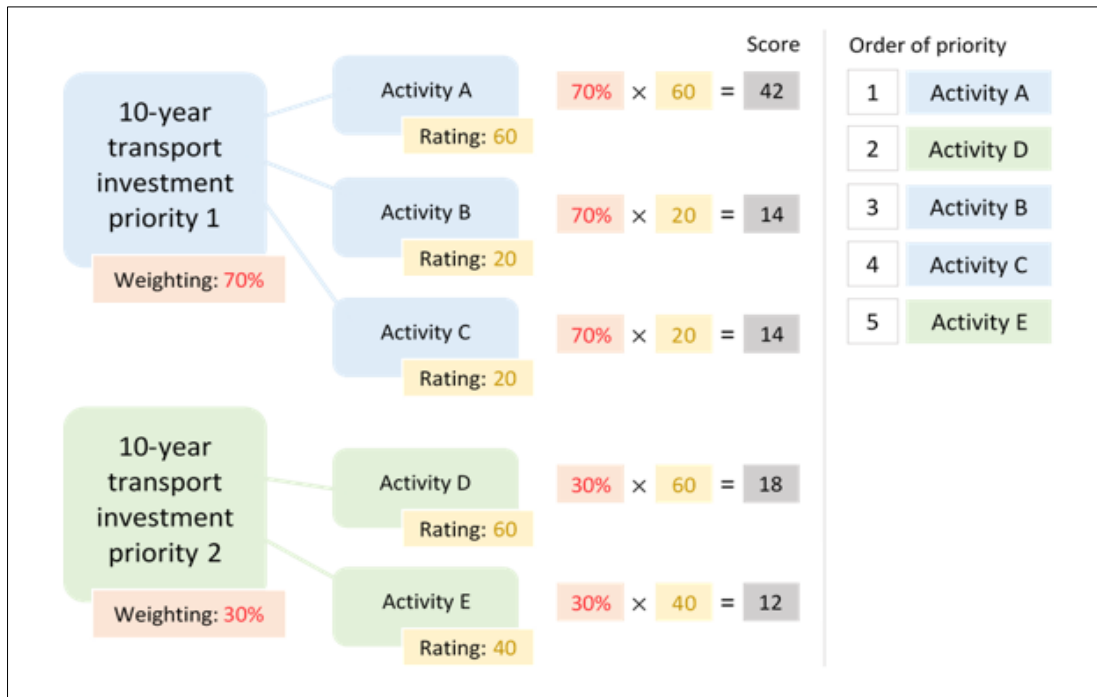 Score
Order of priority
10-year
transport
investment
priority 1
Weighting: 70%
Activity A
Rating: 60
70% × 60 = 42
Activity B
Rating: 20
70% × 20 = 14
Activity C
Rating: 20
70% × 20 = 14
10-year
transport
investment
priority 2
Weighting: 30%
Activity D
Rating: 60
30% × 60 = 18
Activity E
Rating: 40
30% × 40 = 12
1 Activity A
2 Activity D
3 Activity B
4 Activity C
5 Activity E